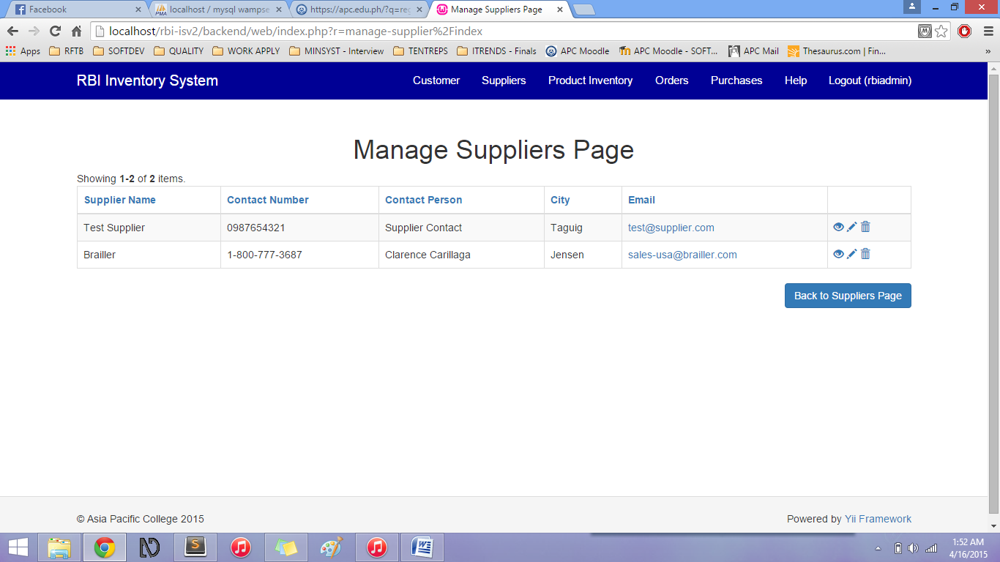 Facebook
localhost / mysql wampse
https://apc.edu.ph/?q=reg
Manage Suppliers Page
localhost/rbi-isv2/backend/web/index.php?r=manage-supplier%2Findex
Apps RFTB SOFTDEV QUALITY WORK APPLY MINSYST - Interview TENTREPS ITRENDS - Finals APC Moodle APC Moodle - SOFT... APC Mail Thesaurus.com | Fin... »
RBI Inventory System Customer Suppliers Product Inventory Orders Purchases Help Logout (rbiadmin)
Manage Suppliers Page
Showing 1-2 of 2 items.
Supplier Name Contact Number Contact Person City Email
Test Supplier 0987654321 Supplier Contact Taguig test@supplier.com
Brailler 1-800-777-3687 Clarence Carillaga Jensen sales-usa@brailler.com
Back to Suppliers Page
© Asia Pacific College 2015 Powered by Yii Framework
1:52 AM
4/16/2015